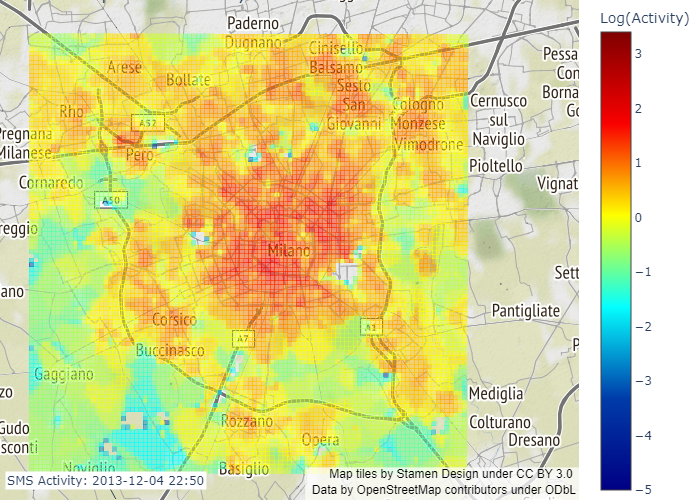 Log(Activity)
3
2
1
0
−1
−2
−3
−4
−5
Paderno
Dugnano
Cinisello
Balsamo
Arese
Bollate
Sesto
San
Giovanni
Pessa
Con
Borna
Go
Rho
A52
Cologno
Monzese
Cernusco
sul
Naviglio
Pregnana
Milanese
Pero
Vimodrone
Pioltello
Cornaredo
Vignat
A50
reggio
Milano
Sett
ano
Pantigliate
Corsico
A7
A1
Buccinasco
P
Gaggiano
zo
Mediglia
Rozzano
Colturano
Gudo
sconti
Opera
Dresano
Noviglio
Basiglio
SMS Activity: 2013-12-04 22:50
Map tiles by Stamen Design under CC BY 3.0
Data by OpenStreetMap contributors under ODbL